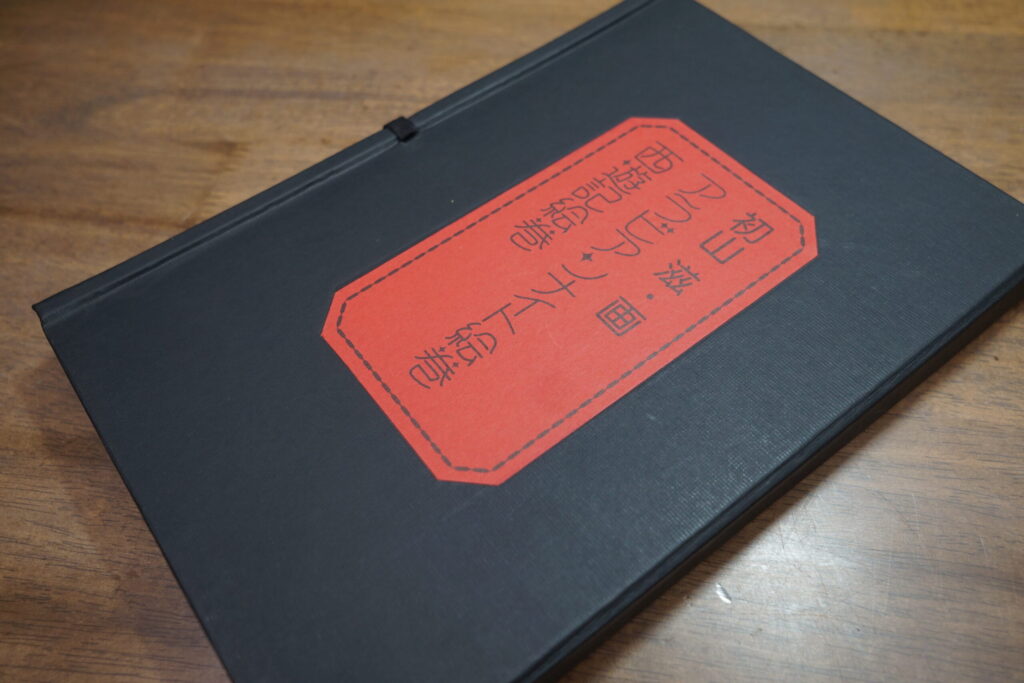 初山 滋・画
アラビアンナイト絵巻
西遊記絵巻